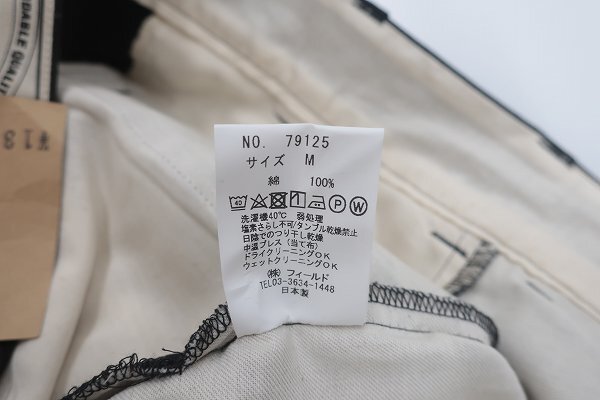 DABLE QUALI
¥13
NO. 79125
サイズ M
綿 100%
40 P W
洗濯機40℃ 弱処理
塩素さらし不可/タンブル乾燥禁止
日陰でのつり干し乾燥
中温プレス（当て布）
ドライクリーニングOK
ウェットクリーニングOK
（株）フィールド
TEL03-3634-1448
日本製